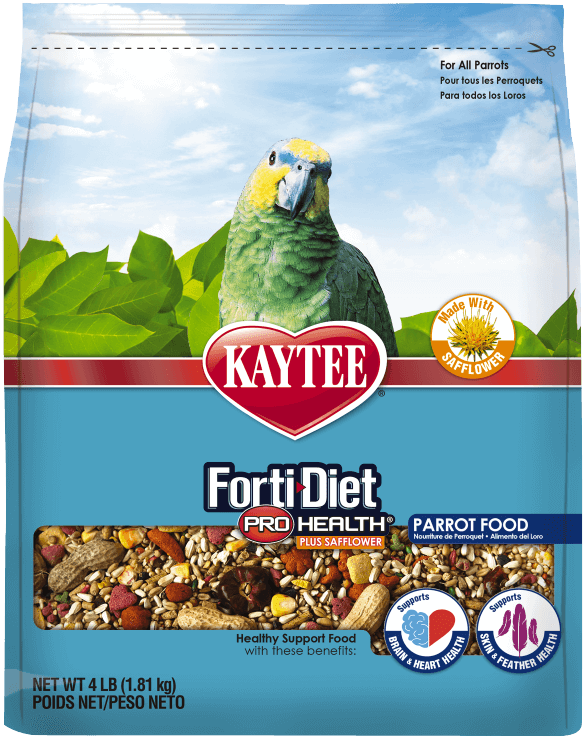 For All Parrots
Pour tous les Perroquets
Para todos los Loros
Made With
SAFFLOWER
KAYTEE®
Forti Diet
PRO HEALTH®
PLUS SAFFLOWER
PARROT FOOD
Nourriture de Perroquet • Alimento del Loro
Supports
BRAIN & HEART HEALTH
Supports
SKIN & FEATHER HEALTH
Healthy Support Food
with these benefits:
NET WT 4 LB (1.81 kg)
POIDS NET/PESO NETO